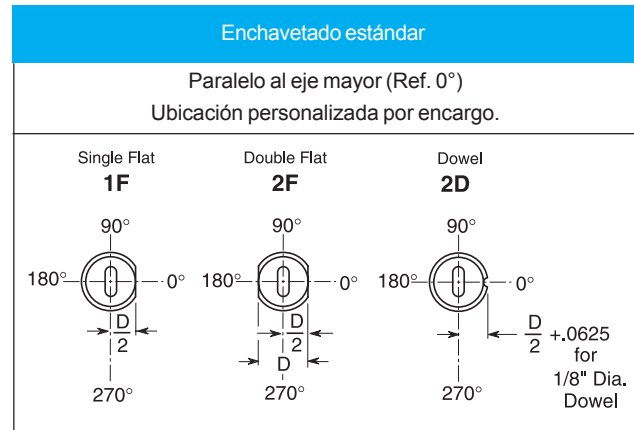 Enchavetado estándar
Paralelo al eje mayor (Ref. 0°)
Ubicación personalizada por encargo.
Single Flat
1F
90°
180°
0°
D
2
270°
Double Flat
2F
90°
180°
0°
D
2
D
270°
Dowel
2D
90°
180°
0°
D
2
+.0625
for
1/8" Dia.
Dowel
270°